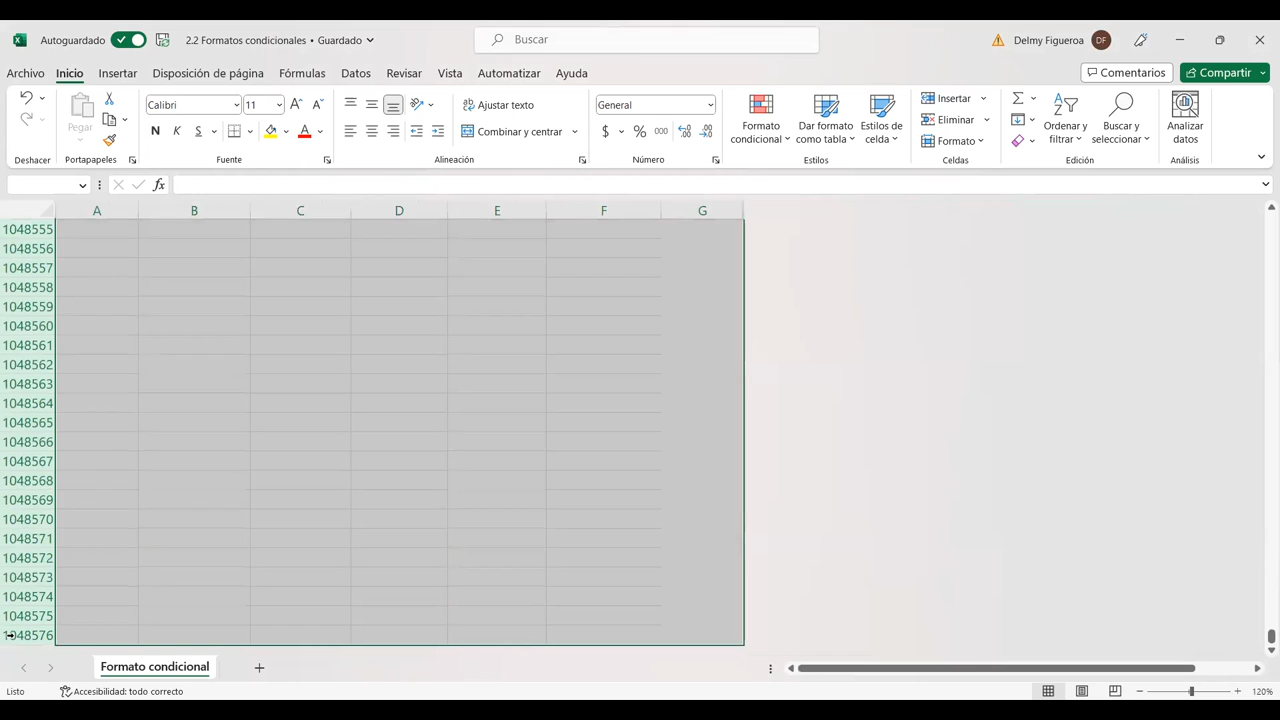 Autoguardado 2.2 Formatos condicionales • Guardado Buscar Delmy Figueroa DF
Archivo Inicio Insertar Disposición de página Fórmulas Datos Revisar Vista Automatizar Ayuda Comentarios Compartir
Pegar
Calibri 11
N K S
Ajustar texto
Combinar y centrar
General
$ % 000
Formato condicional
Dar formato como tabla
Estilos de celda
Insertar
Eliminar
Formato
Ordenar y filtrar
Buscar y seleccionar
Analizar datos
Deshacer Portapapeles Fuente Alineación Número Estilos Celdas Edición Análisis
fx
A B C D E F G
1048555
1048556
1048557
1048558
1048559
1048560
1048561
1048562
1048563
1048564
1048565
1048566
1048567
1048568
1048569
1048570
1048571
1048572
1048573
1048574
1048575
1048576
Formato condicional
Listo Accesibilidad: todo correcto 120%